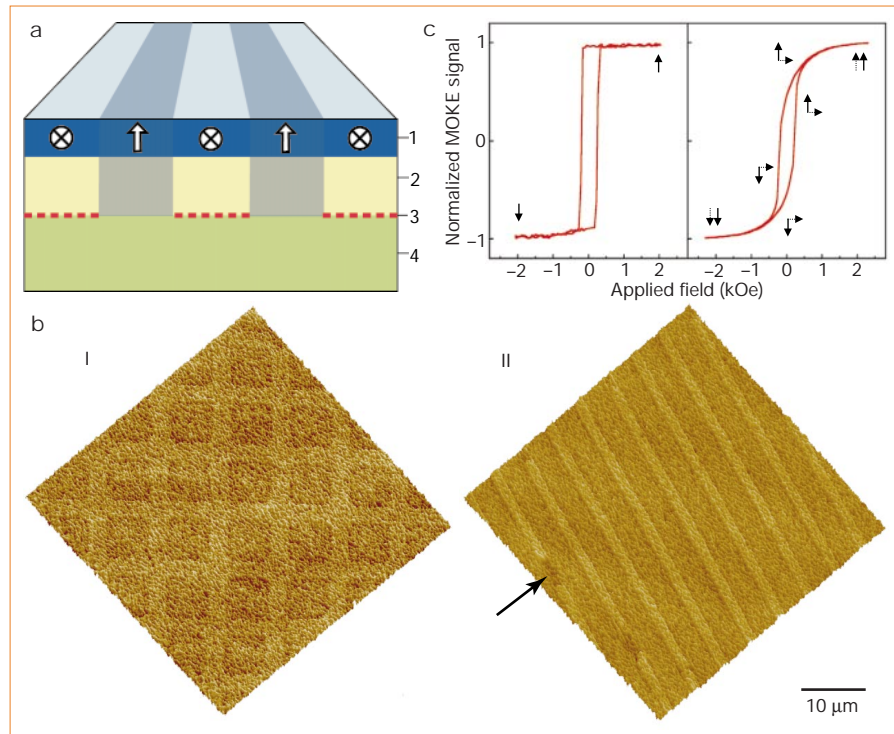 a
1
2
3
4
c
Normalized MOKE signal
1
0
−1
−2 −1 0 1 2 −2 −1 0 1 2
Applied field (kOe)
b
I
II
10 μm